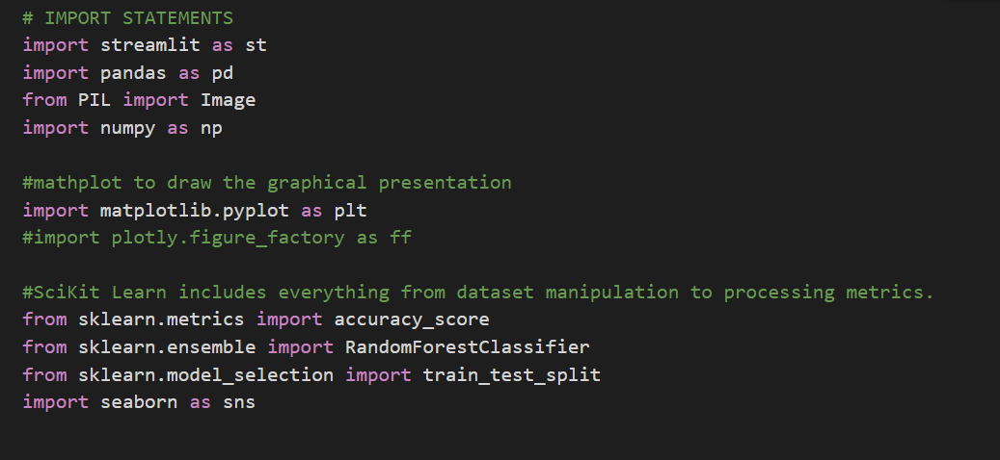 # IMPORT STATEMENTS
import streamlit as st
import pandas as pd
from PIL import Image
import numpy as np
#mathplot to draw the graphical presentation
import matplotlib.pyplot as plt
#import plotly.figure_factory as ff
#SciKit Learn includes everything from dataset manipulation to processing metrics.
from sklearn.metrics import accuracy_score
from sklearn.ensemble import RandomForestClassifier
from sklearn.model_selection import train_test_split
import seaborn as sns